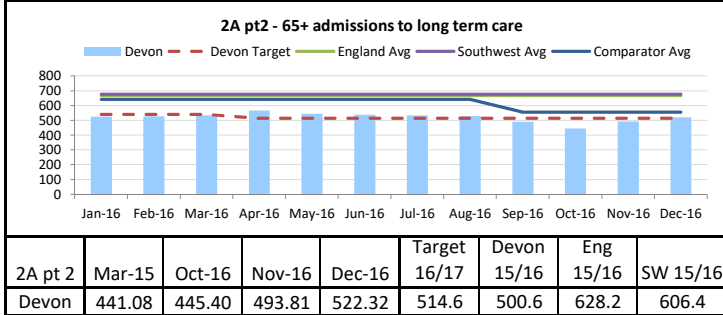 2A pt2 - 65+ admissions to long term care
Devon Devon Target England Avg Southwest Avg Comparator Avg
800
700
600
500
400
300
200
100
0
Jan-16 Feb-16 Mar-16 Apr-16 May-16 Jun-16 Jul-16 Aug-16 Sep-16 Oct-16 Nov-16 Dec-16
Target Devon Eng
2A pt 2 Mar-15 Oct-16 Nov-16 Dec-16 16/17 15/16 15/16 SW 15/16
Devon 441.08 445.40 493.81 522.32 514.6 500.6 628.2 606.4